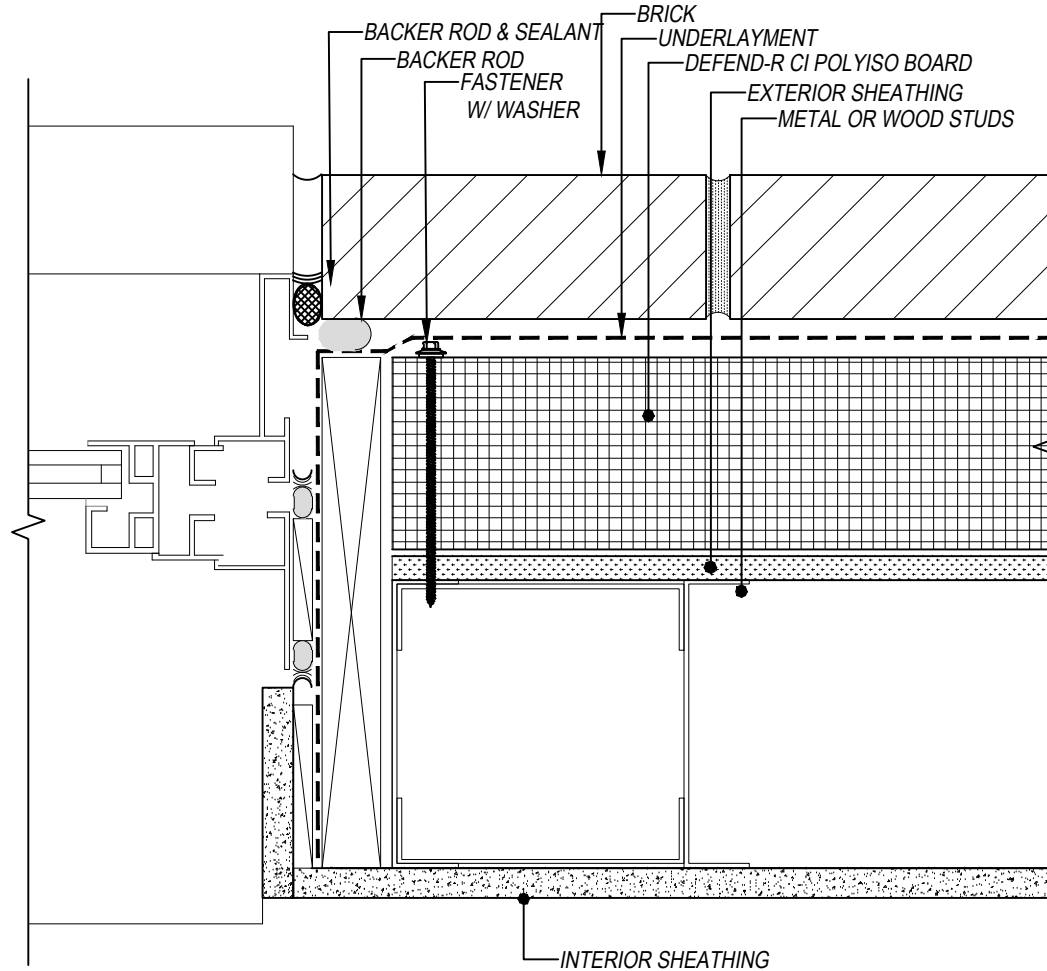 BRICK
BACKER ROD & SEALANT
UNDERLAYMENT
BACKER ROD
DEFEND-R CI POLYISO BOARD
FASTENER
W/ WASHER
EXTERIOR SHEATHING
METAL OR WOOD STUDS
INTERIOR SHEATHING